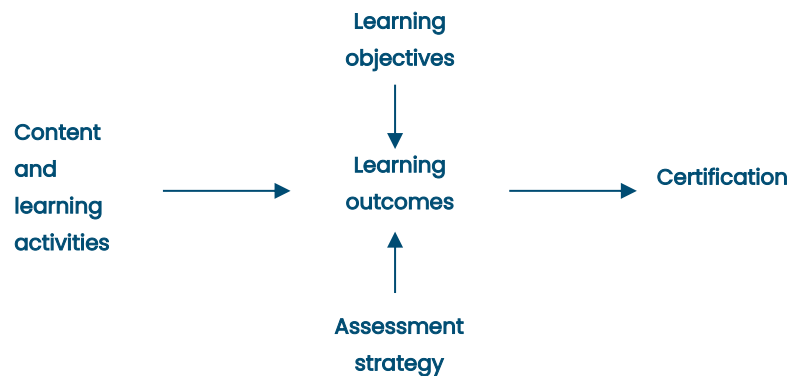 Learning
objectives
Content
and
learning
activities
Learning
outcomes
Certification
Assessment
strategy